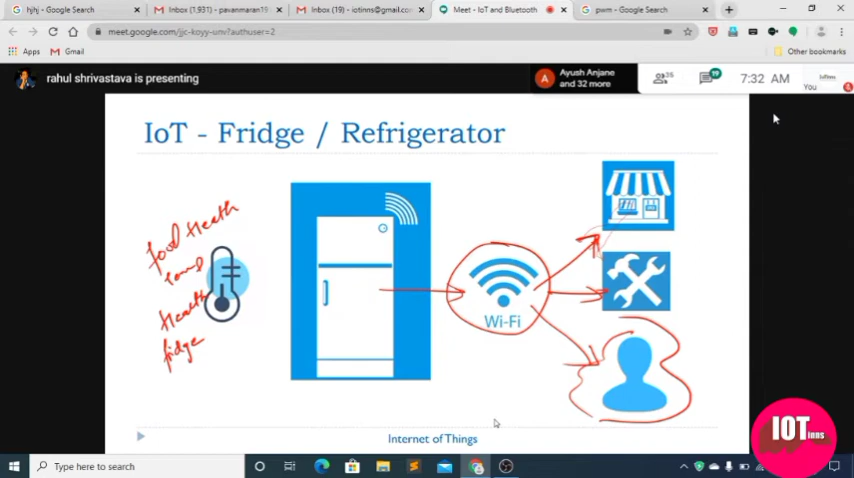 hjhj - Google Search
Inbox (1,931) - pavanmaran19
Inbox (19) - iotinns@gmail.co
Meet - IoT and Bluetooth
pwm - Google Search
meet.google.com/jjc-koyy-unv?authuser=2
Apps
Gmail
Other bookmarks
rahul shrivastava is presenting
A
Ayush Anjane
and 32 more
35
19
7:32 AM
You
IoT - Fridge / Refrigerator
food Heath
Health
fidge
Wi-Fi
Internet of Things
IOT
inns
Type here to search